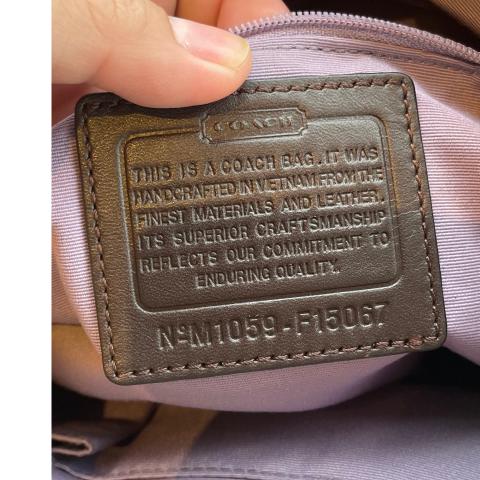 COACH
THIS IS A COACH BAG. IT WAS
HANDCRAFTED IN VIETNAM FROM THE
FINEST MATERIALS AND LEATHER.
ITS SUPERIOR CRAFTSMANSHIP
REFLECTS OUR COMMITMENT TO
ENDURING QUALITY.
Nº M1059-F15067